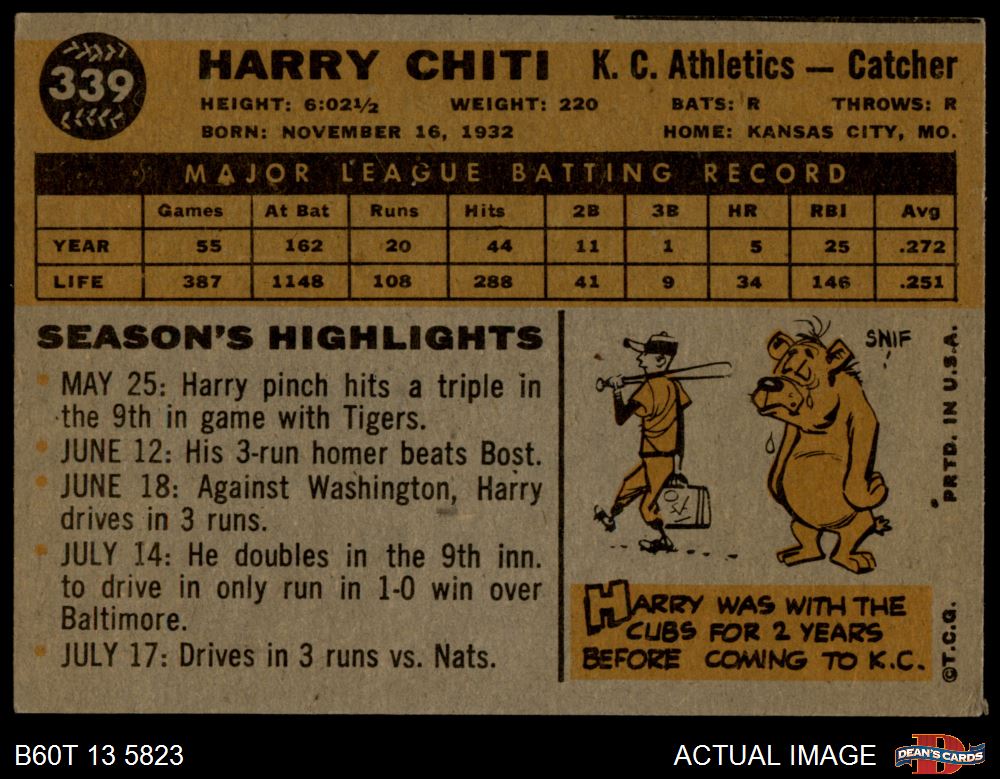 339
HARRY CHITI K. C. Athletics — Catcher
HEIGHT: 6:02½ WEIGHT: 220 BATS: R THROWS: R
BORN: NOVEMBER 16, 1932 HOME: KANSAS CITY, MO.
MAJOR LEAGUE BATTING RECORD
Games At Bat Runs Hits 2B 3B HR RBI Avg
YEAR 55 162 20 44 11 1 5 25 .272
LIFE 387 1148 108 288 41 9 34 146 .251
SEASON'S HIGHLIGHTS
MAY 25: Harry pinch hits a triple in
the 9th in game with Tigers.
JUNE 12: His 3-run homer beats Bost.
JUNE 18: Against Washington, Harry
drives in 3 runs.
JULY 14: He doubles in the 9th inn.
to drive in only run in 1-0 win over
Baltimore.
JULY 17: Drives in 3 runs vs. Nats.
SNIF
HARRY WAS WITH THE
CUBS FOR 2 YEARS
BEFORE COMING TO K.C.
©T.C.G. PRTD. IN U.S.A.
B60T 13 5823 ACTUAL IMAGE DEAN'S CARDS